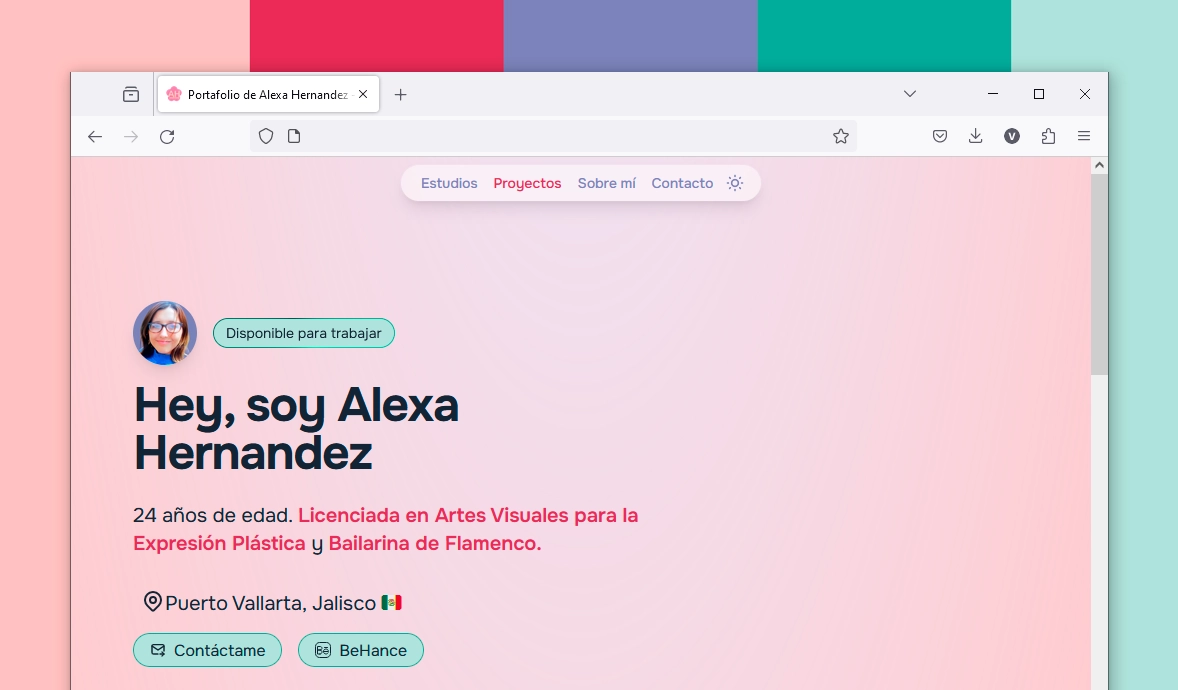 Portafolio de Alexa Hernandez
V
Estudios Proyectos Sobre mí Contacto
Disponible para trabajar
Hey, soy Alexa
Hernandez
24 años de edad. Licenciada en Artes Visuales para la
Expresión Plástica y Bailarina de Flamenco.
Puerto Vallarta, Jalisco
Contáctame Bē BeHance